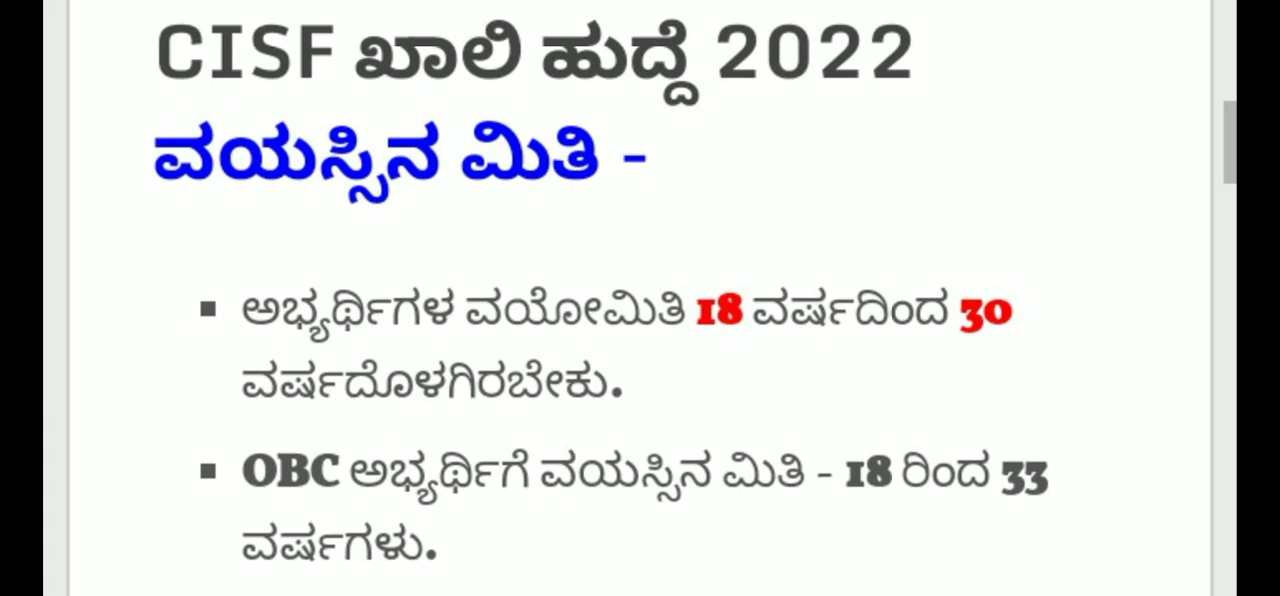 CISF ಖಾಲಿ ಹುದ್ದೆ 2022
ವಯಸ್ಸಿನ ಮಿತಿ -
▪ ಅಭ್ಯರ್ಥಿಗಳ ವಯೋಮಿತಿ 18 ವರ್ಷದಿಂದ 30
ವರ್ಷದೊಳಗಿರಬೇಕು.
▪ OBC ಅಭ್ಯರ್ಥಿಗೆ ವಯಸ್ಸಿನ ಮಿತಿ - 18 ರಿಂದ 33
ವರ್ಷಗಳು.